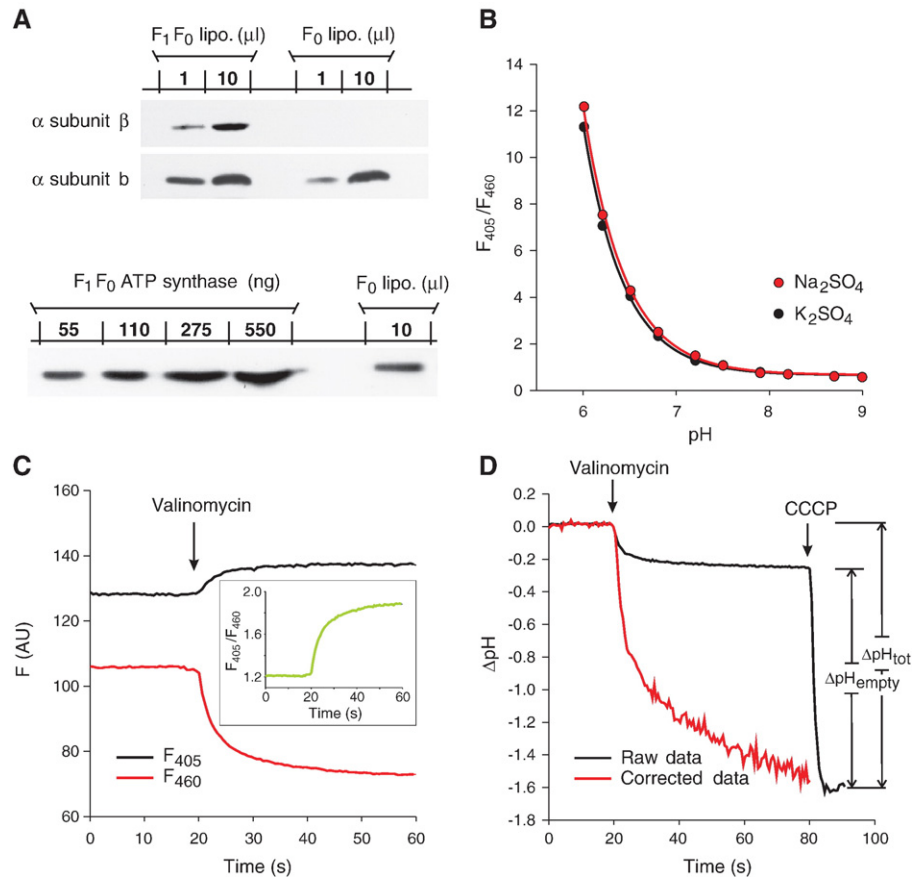 A
F₁F₀ lipo. (µl)
F₀ lipo. (µl)
1 10 1 10
α subunit β
α subunit b
F₁F₀ ATP synthase (ng)
F₀ lipo. (µl)
55 110 275 550 10
B
F₄₀₅/F₄₆₀
14
12
10
8
6
4
2
0
Na₂SO₄
K₂SO₄
6 7 8 9
pH
C
F (AU)
160
140
120
100
80
60
Valinomycin
F₄₀₅/F₄₆₀
2.0
1.6
1.2
0 20 40 60
Time (s)
F₄₀₅
F₄₆₀
0 10 20 30 40 50 60
Time (s)
D
Valinomycin
CCCP
ΔpH
0.2
0.0
-0.2
-0.4
-0.6
-0.8
-1.0
-1.2
-1.4
-1.6
-1.8
ΔpHtot
ΔpHempty
Raw data
Corrected data
0 20 40 60 80 100
Time (s)